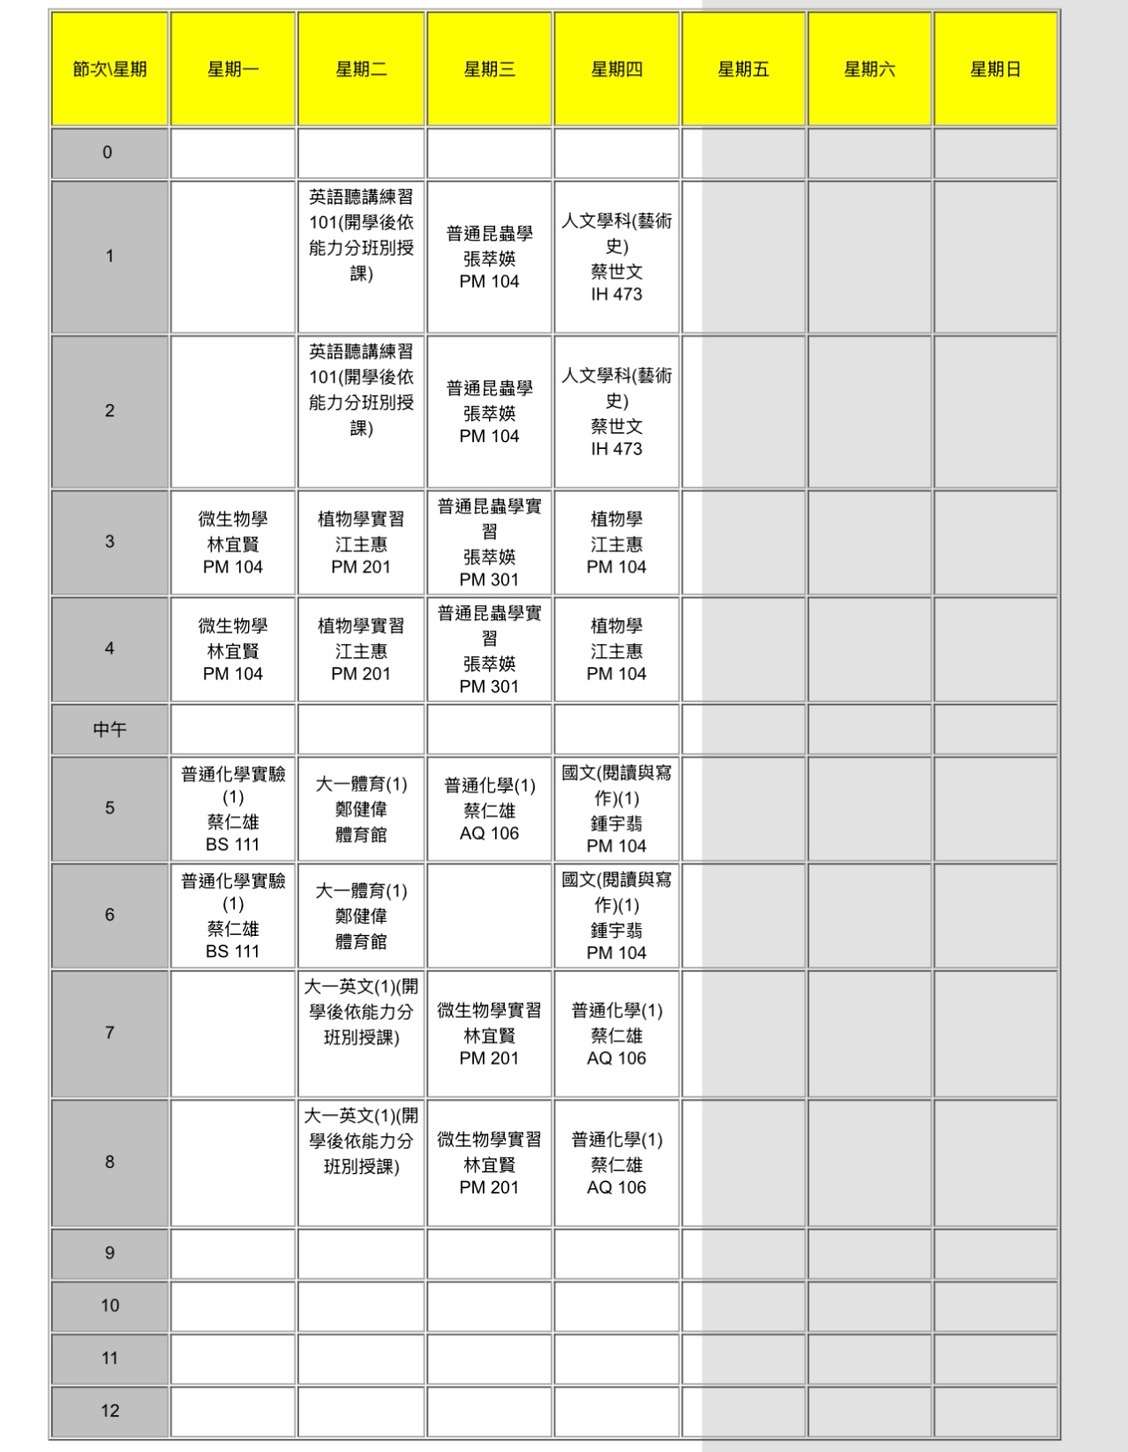 節次\星期 星期一 星期二 星期三 星期四 星期五 星期六 星期日
0
1
英語聽講練習
101(開學後依
能力分班別授
課)
普通昆蟲學
張萃媖
PM 104
人文學科(藝術
史)
蔡世文
IH 473
2
英語聽講練習
101(開學後依
能力分班別授
課)
普通昆蟲學
張萃媖
PM 104
人文學科(藝術
史)
蔡世文
IH 473
3
微生物學
林宜賢
PM 104
植物學實習
江主惠
PM 201
普通昆蟲學實
習
張萃媖
PM 301
植物學
江主惠
PM 104
4
微生物學
林宜賢
PM 104
植物學實習
江主惠
PM 201
普通昆蟲學實
習
張萃媖
PM 301
植物學
江主惠
PM 104
中午
5
普通化學實驗
(1)
蔡仁雄
BS 111
大一體育(1)
鄭健偉
體育館
普通化學(1)
蔡仁雄
AQ 106
國文(閱讀與寫
作)(1)
鍾宇翡
PM 104
6
普通化學實驗
(1)
蔡仁雄
BS 111
大一體育(1)
鄭健偉
體育館
國文(閱讀與寫
作)(1)
鍾宇翡
PM 104
7
大一英文(1)(開
學後依能力分
班別授課)
微生物學實習
林宜賢
PM 201
普通化學(1)
蔡仁雄
AQ 106
8
大一英文(1)(開
學後依能力分
班別授課)
微生物學實習
林宜賢
PM 201
普通化學(1)
蔡仁雄
AQ 106
9
10
11
12